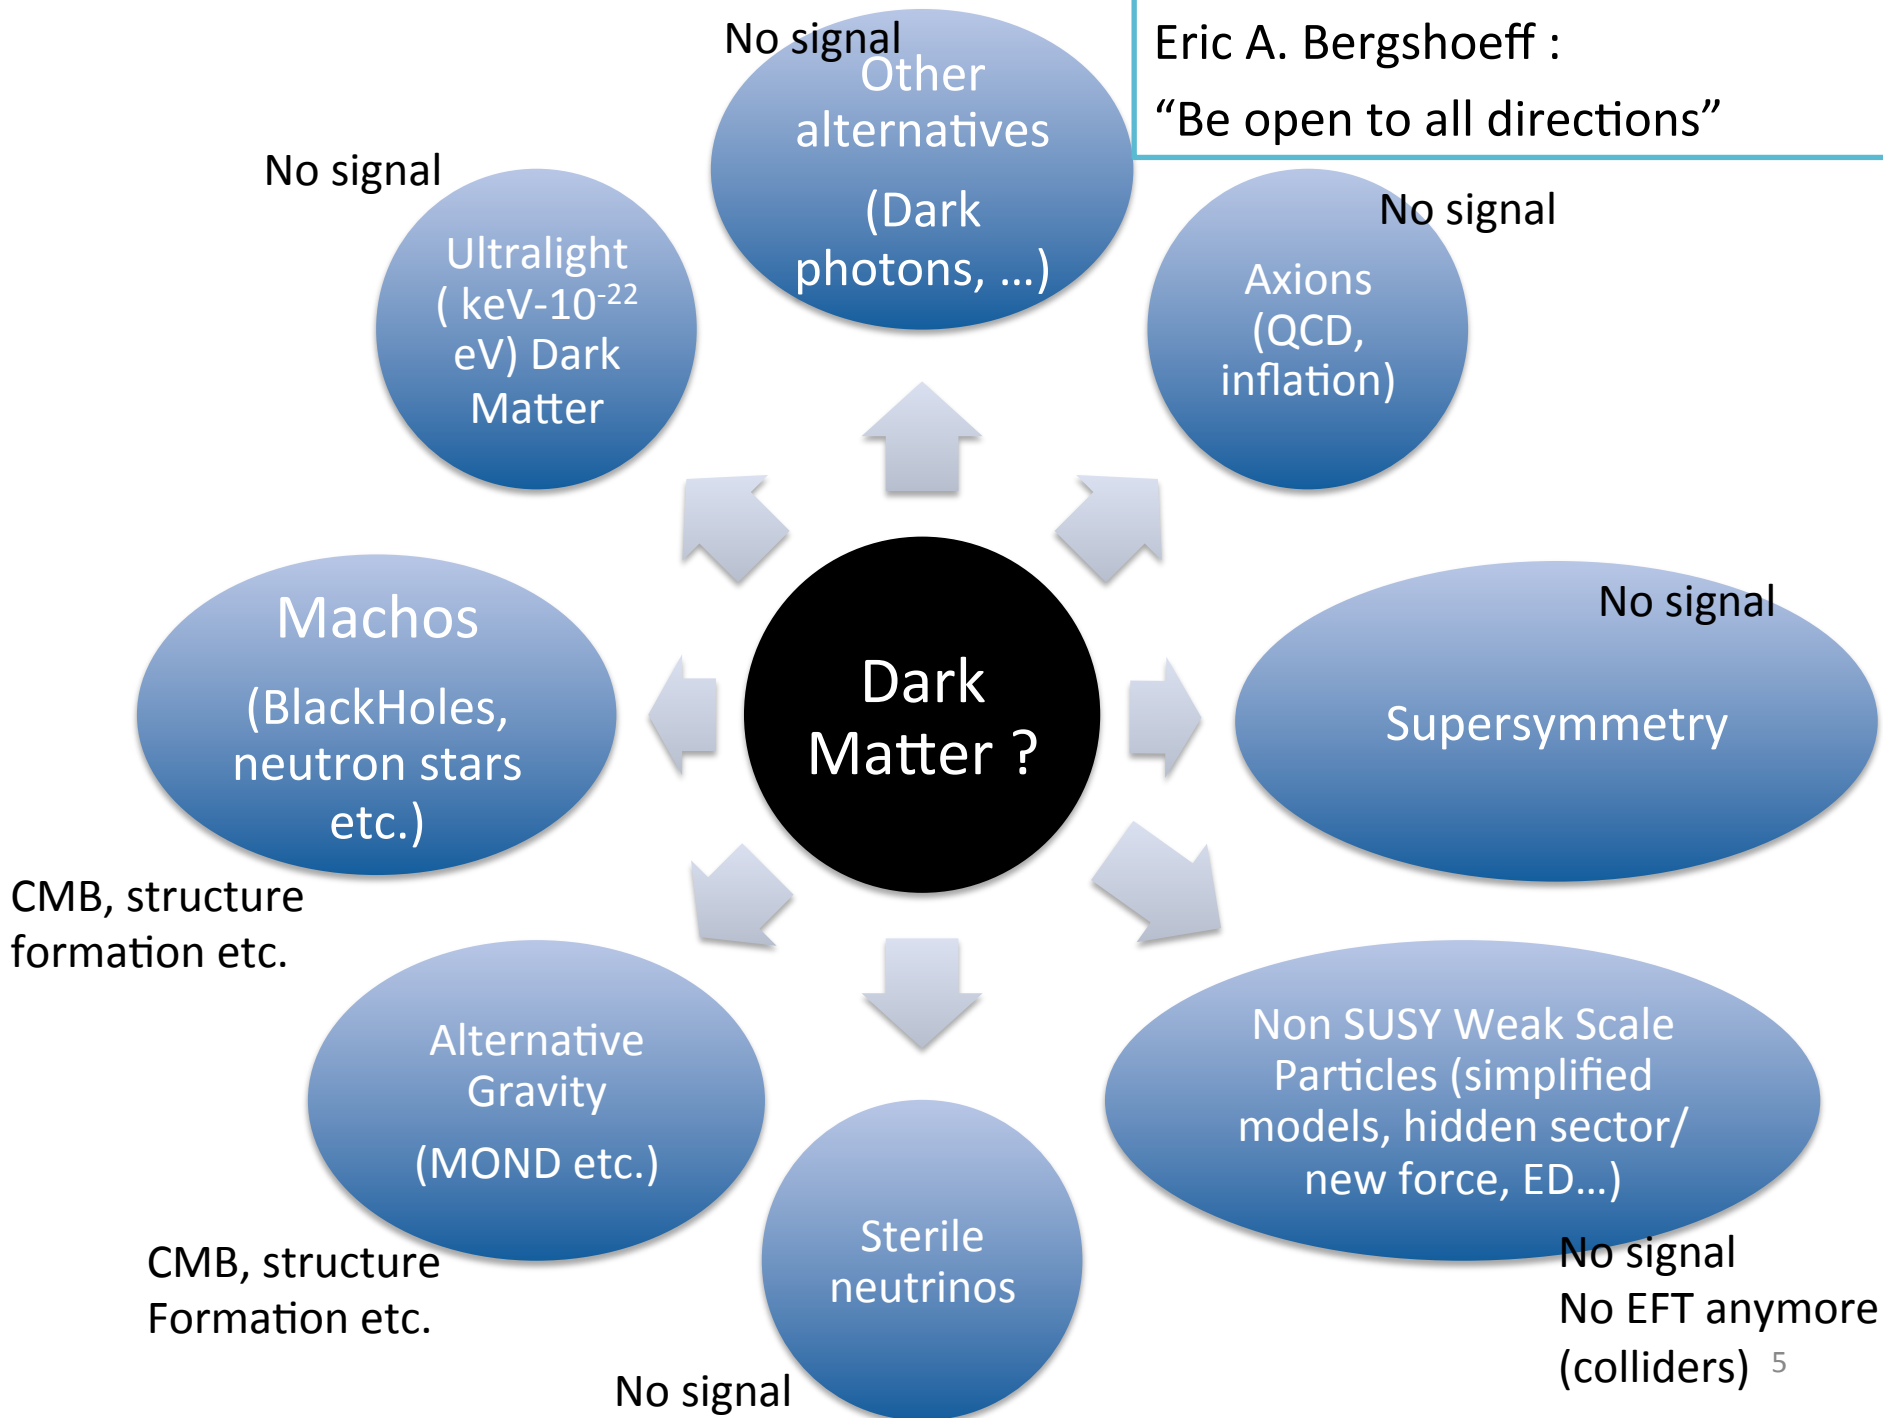 No signal
Other
alternatives
(Dark
photons, ...)
Eric A. Bergshoeff :
“Be open to all directions”
No signal
Ultralight
( keV-10⁻²²
eV) Dark
Matter
No signal
Axions
(QCD,
inflation)
Machos
(BlackHoles,
neutron stars
etc.)
CMB, structure
formation etc.
Dark
Matter ?
No signal
Supersymmetry
Alternative
Gravity
(MOND etc.)
CMB, structure
Formation etc.
Sterile
neutrinos
No signal
Non SUSY Weak Scale
Particles (simplified
models, hidden sector/
new force, ED...)
No signal
No EFT anymore
(colliders)
5